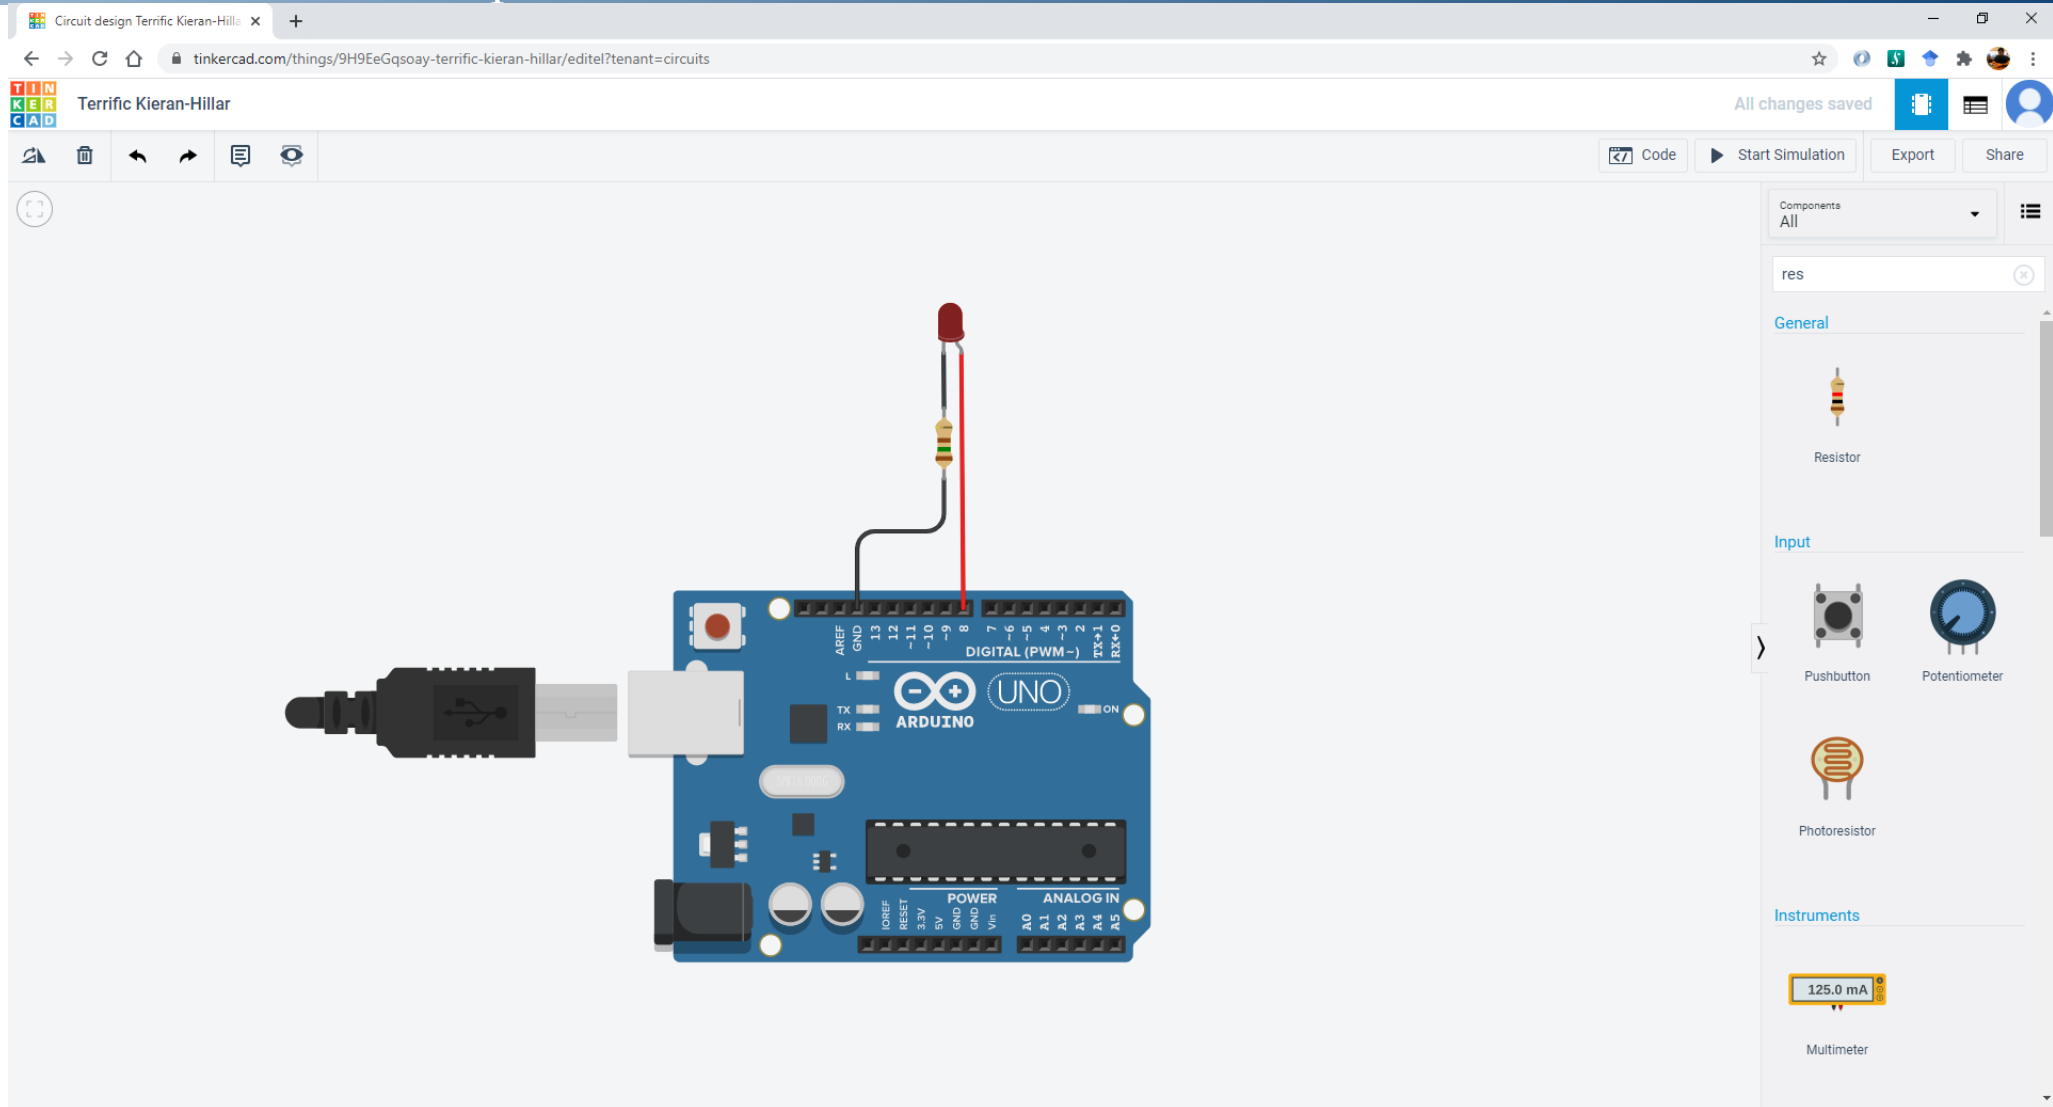 Circuit design Terrific Kieran-Hilla
tinkercad.com/things/9H9EeGqsoay-terrific-kieran-hillar/editel?tenant=circuits
TIN
KER
CAD
Terrific Kieran-Hillar
All changes saved
Code
Start Simulation
Export
Share
Components
All
res
General
Resistor
Input
Pushbutton
Potentiometer
Photoresistor
Instruments
125.0 mA
Multimeter
AREF
GND
13
12
~11
~10
~9
8
7
~6
~5
4
~3
2
TX→1
RX←0
DIGITAL (PWM~)
L
TX
RX
ARDUINO
UNO
ON
POWER
ANALOG IN
IOREF
RESET
3.3V
5V
GND
GND
Vin
A0
A1
A2
A3
A4
A5